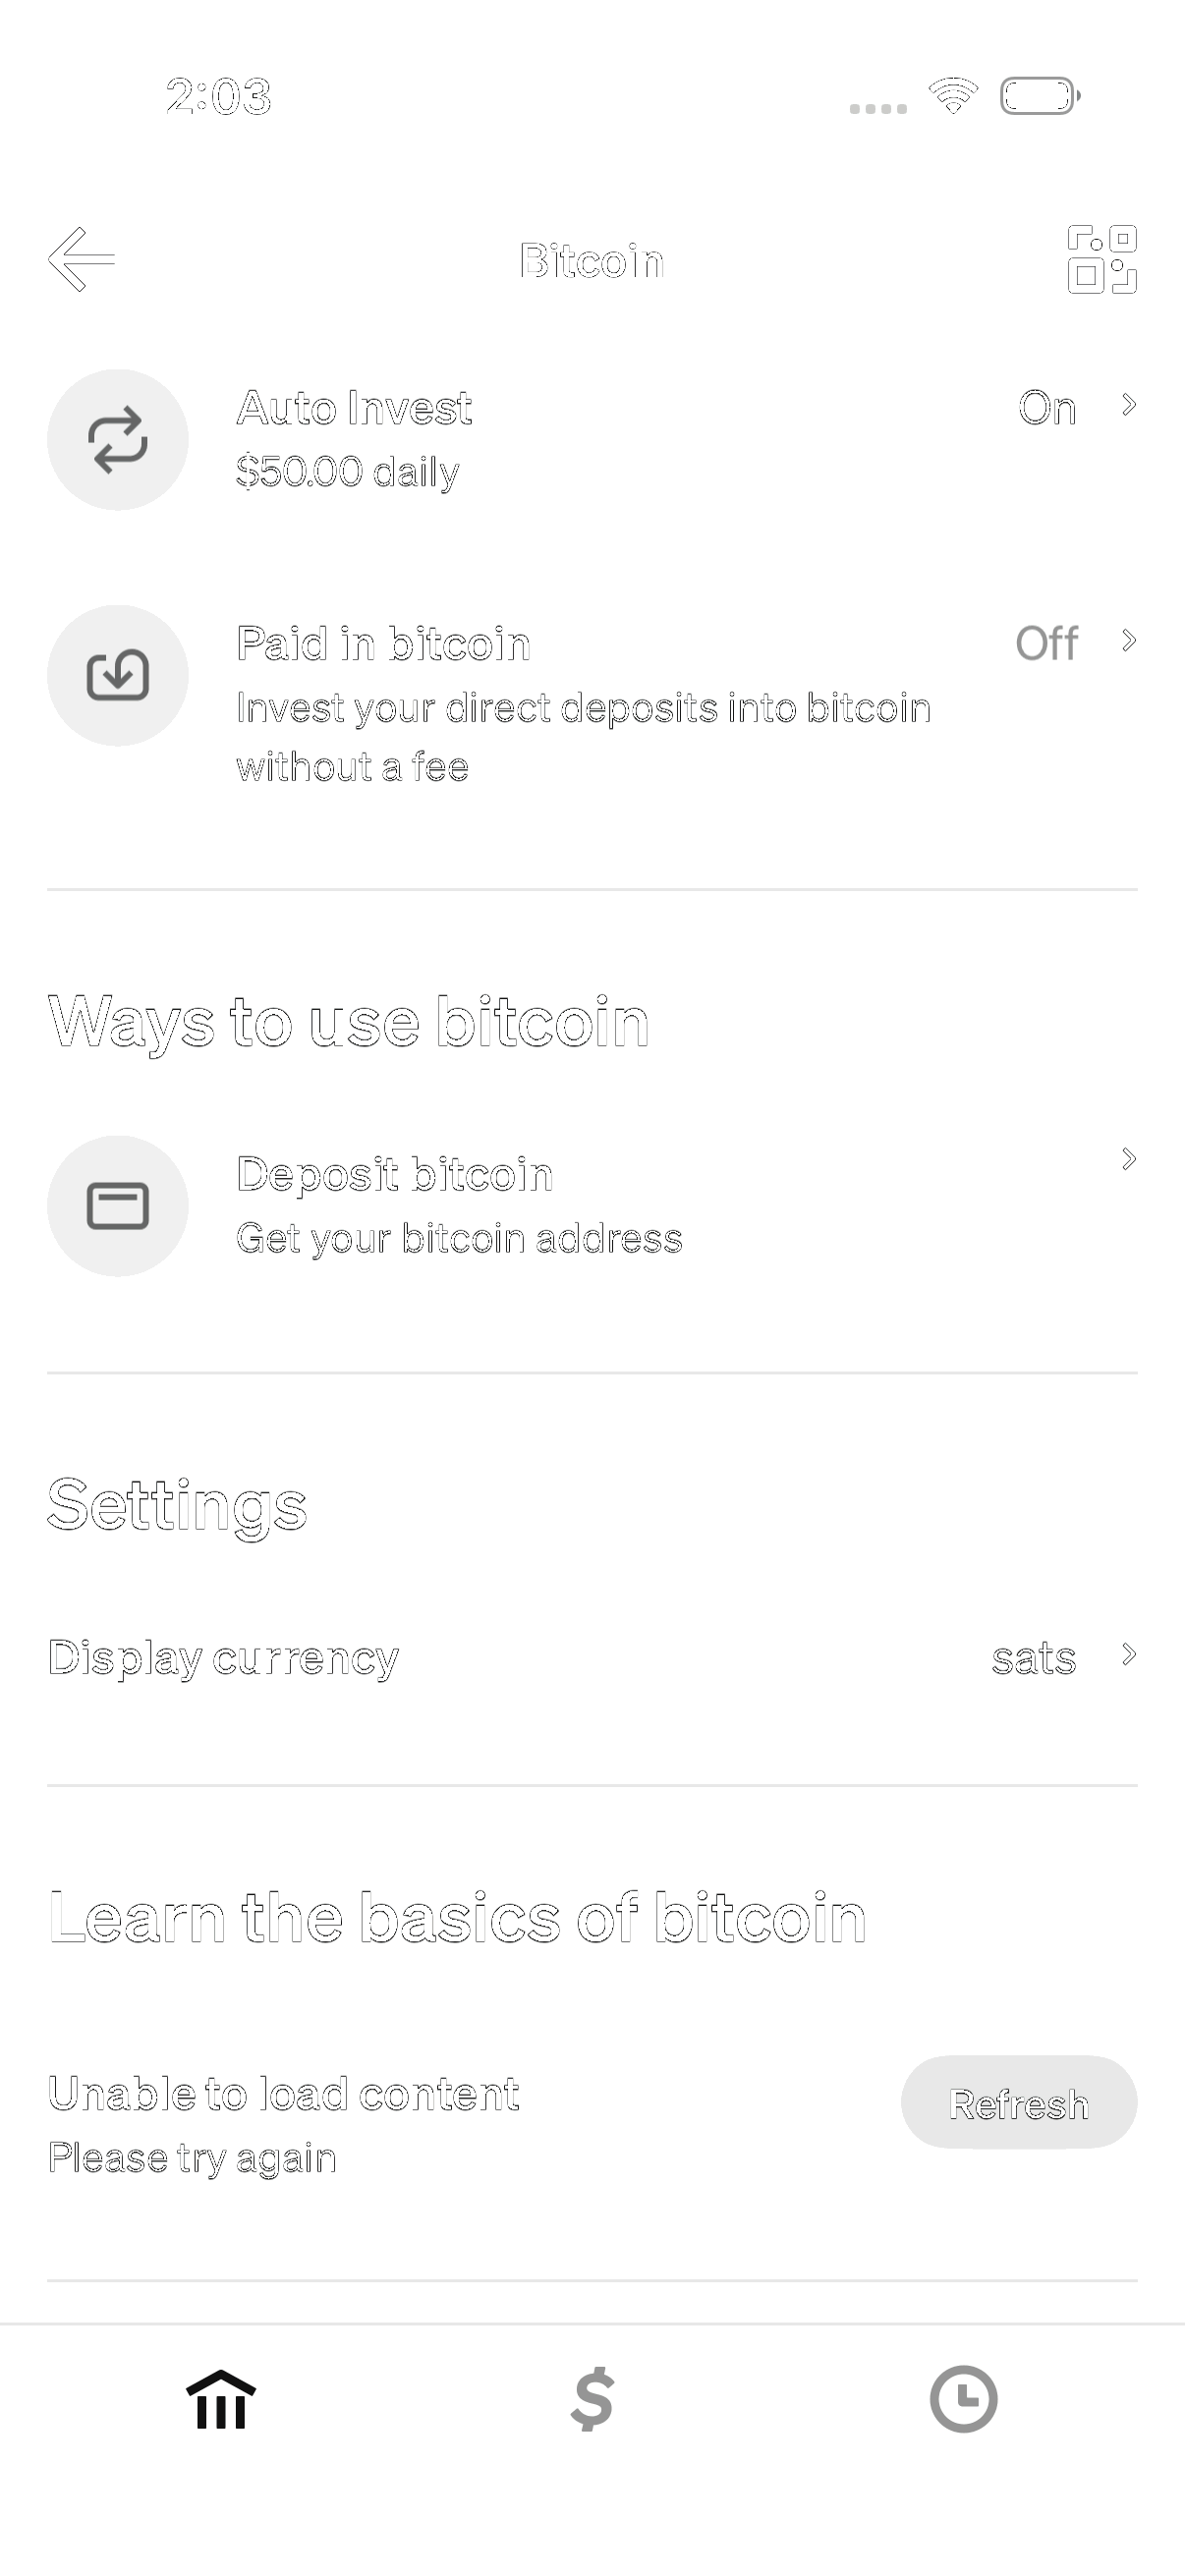 2:03
Bitcoin
Auto Invest
On
$50.00 daily
Paid in bitcoin
Off
Invest your direct deposits into bitcoin
without a fee
Ways to use bitcoin
Deposit bitcoin
Get your bitcoin address
Settings
Display currency
sats
Learn the basics of bitcoin
Unable to load content
Refresh
Please try again
$